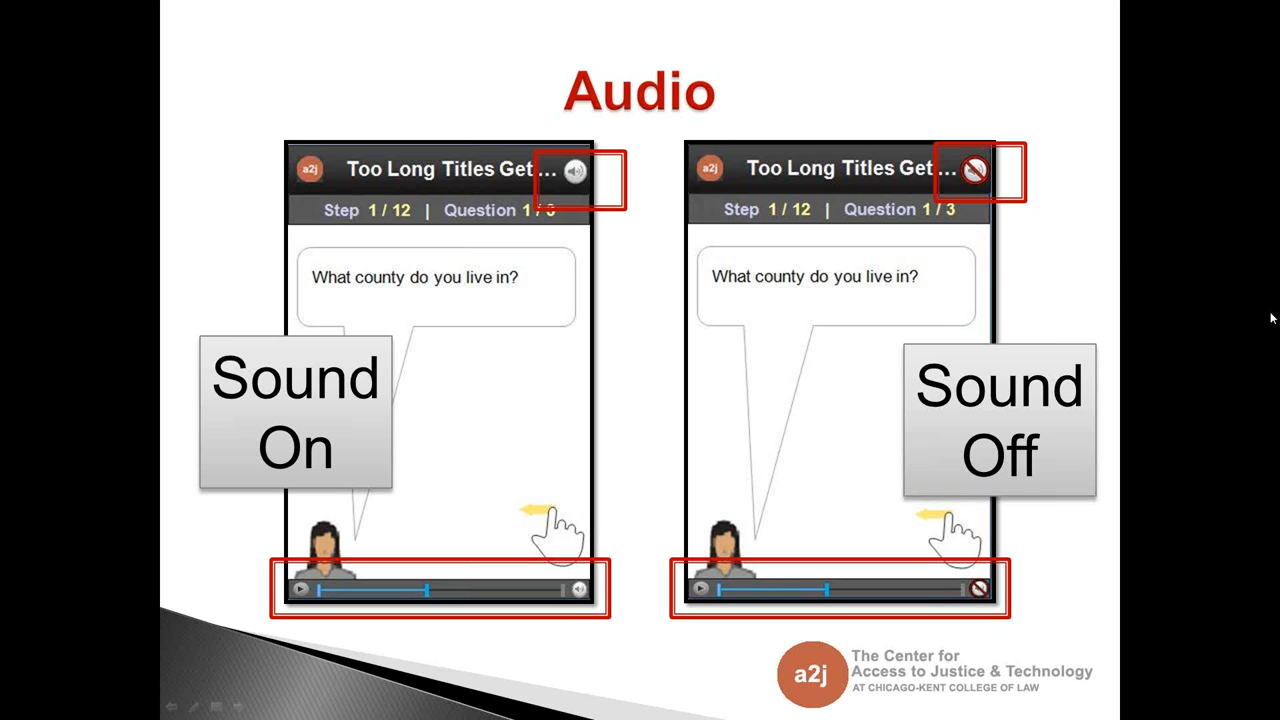 Audio
a2j Too Long Titles Get ...
Step 1 / 12 | Question 1 / 3
What county do you live in?
Sound
On
a2j Too Long Titles Get ...
Step 1 / 12 | Question 1 / 3
What county do you live in?
Sound
Off
a2j
The Center for
Access to Justice & Technology
AT CHICAGO-KENT COLLEGE OF LAW